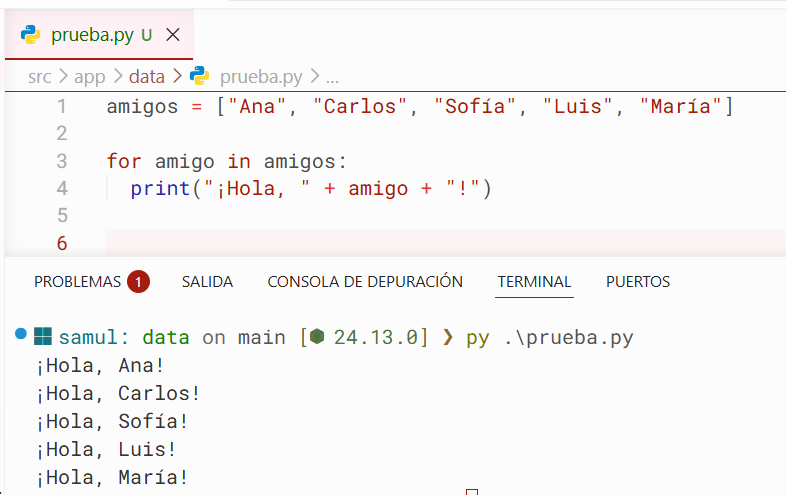 prueba.py U
src > app > data > prueba.py > ...
1 amigos = ["Ana", "Carlos", "Sofía", "Luis", "María"]
2
3 for amigo in amigos:
4   print("¡Hola, " + amigo + "!")
5
6
PROBLEMAS 1 SALIDA CONSOLA DE DEPURACIÓN TERMINAL PUERTOS
samul: data on main [⬢ 24.13.0] ❯ py .\prueba.py
¡Hola, Ana!
¡Hola, Carlos!
¡Hola, Sofía!
¡Hola, Luis!
¡Hola, María!